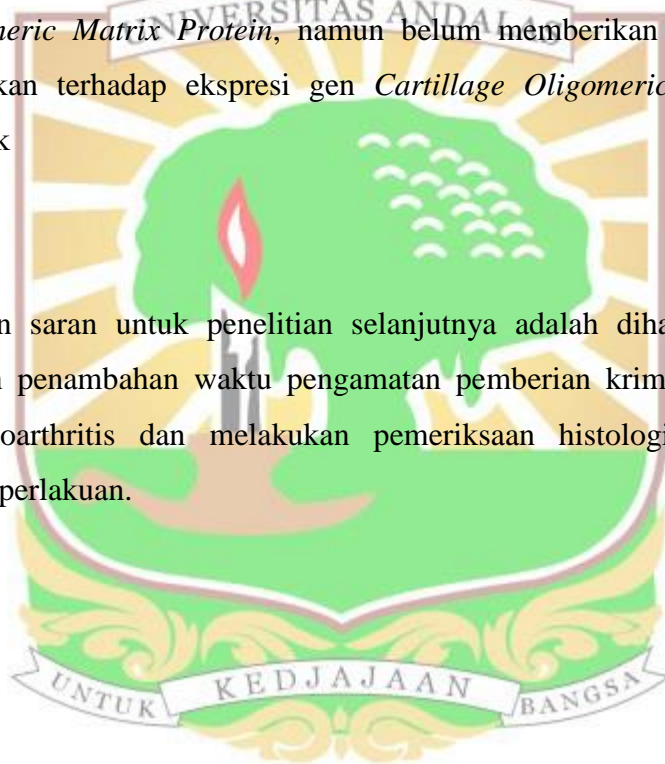 UNIVERSITAS ANDALAS
meric Matrix Protein, namun belum memberikan
kan terhadap ekspresi gen Cartillage Oligomeric
k
n saran untuk penelitian selanjutnya adalah diha
n penambahan waktu pengamatan pemberian krim
oarthritis dan melakukan pemeriksaan histologi
perlakuan.
UNTUK KEDJAJAAN BANGSA